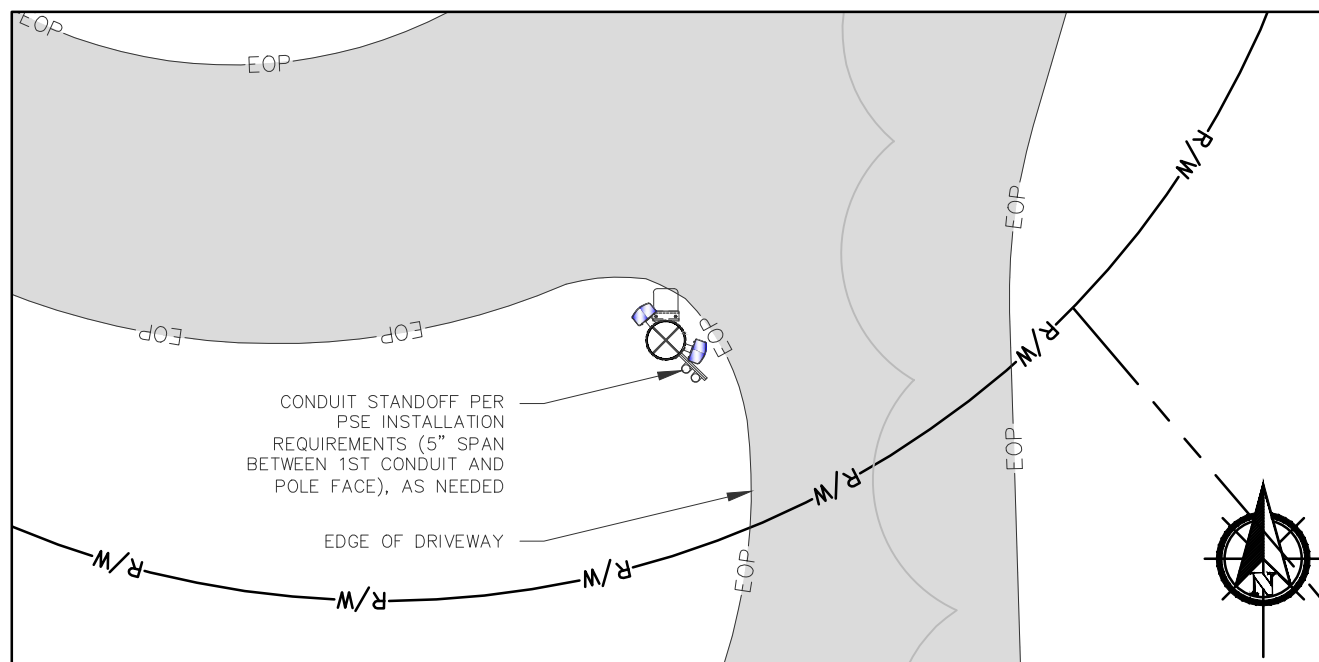 EOP
EOP
R/W
EOP
EOP
EOP
EOP
R/W
CONDUIT STANDOFF PER
PSE INSTALLATION
REQUIREMENTS (5" SPAN
BETWEEN 1ST CONDUIT AND
POLE FACE), AS NEEDED
EOP
R/W
EDGE OF DRIVEWAY
R/W
R/W
R/W
EOP
N